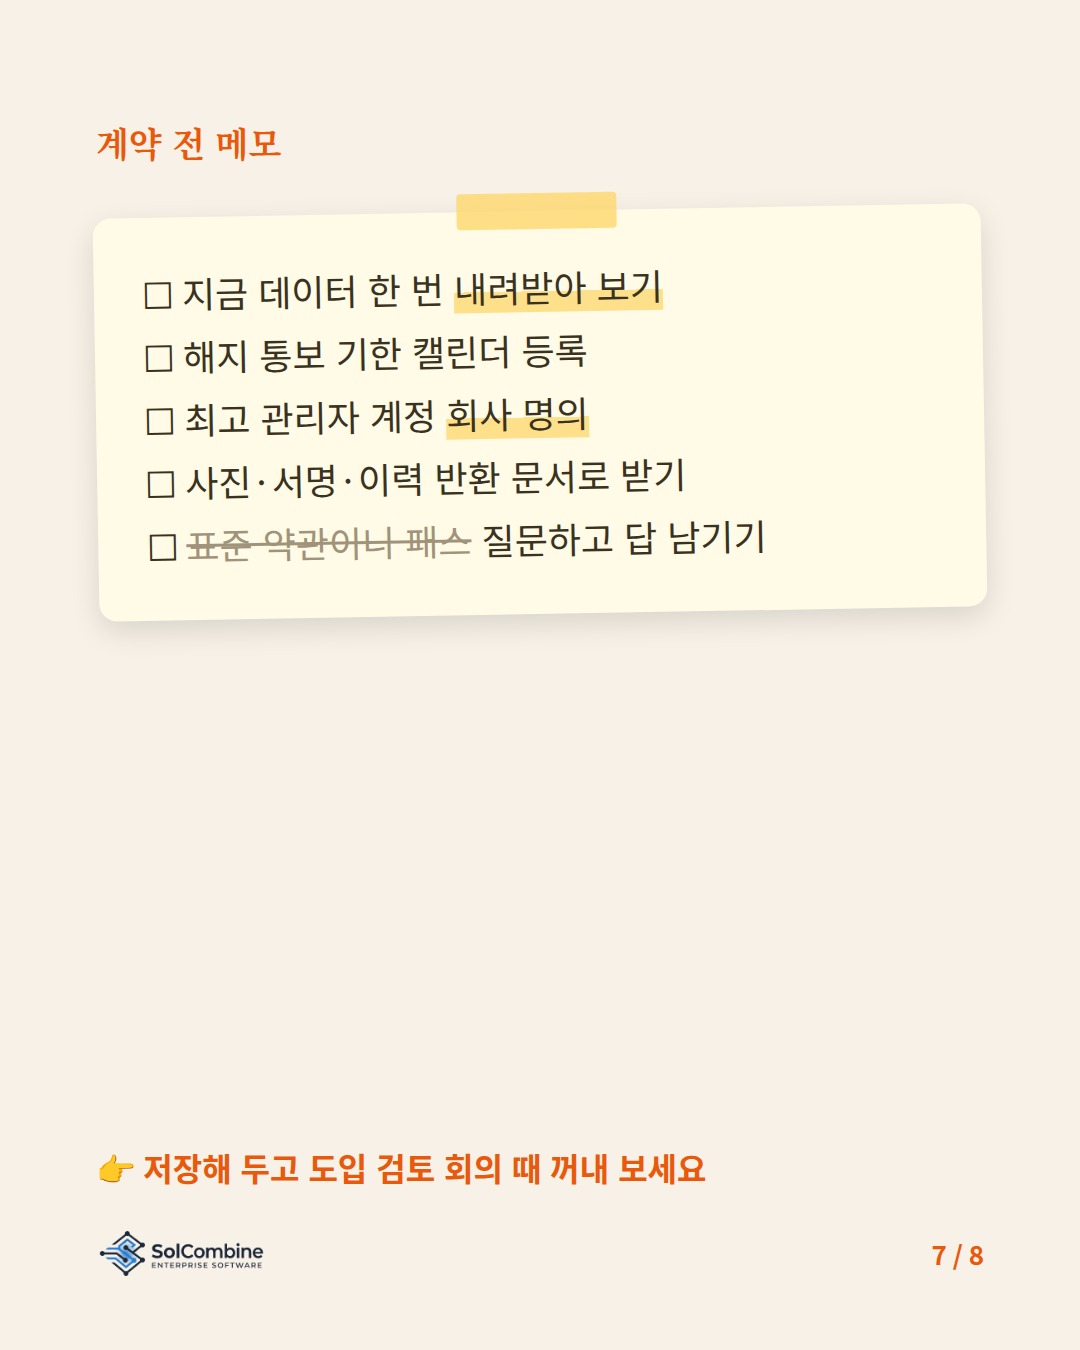 계약 전 메모
□ 지금 데이터 한 번 내려받아 보기
□ 해지 통보 기한 캘린더 등록
□ 최고 관리자 계정 회사 명의
□ 사진·서명·이력 반환 문서로 받기
□ 표준 약관이니 패스 질문하고 답 남기기
👉 저장해 두고 도입 검토 회의 때 꺼내 보세요
SolCombine
ENTERPRISE SOFTWARE
7 / 8